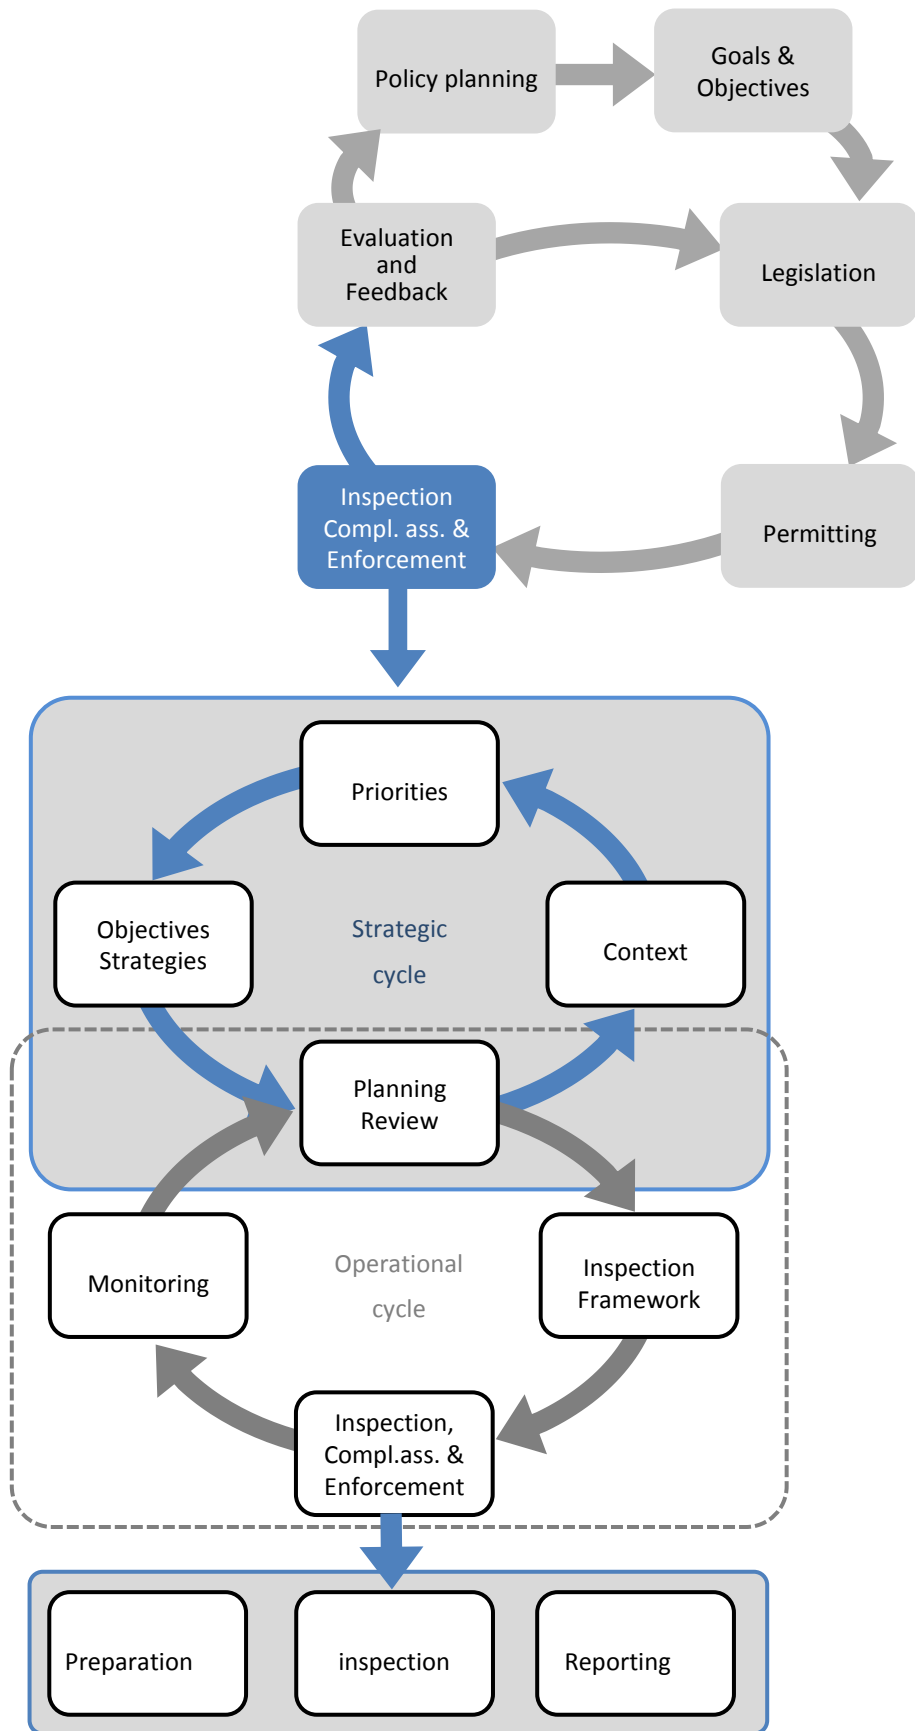 Policy planning
Goals &
Objectives
Evaluation
and
Feedback
Legislation
Inspection
Compl. ass. &
Enforcement
Permitting
Priorities
Objectives
Strategies
Strategic
cycle
Context
Planning
Review
Monitoring
Operational
cycle
Inspection
Framework
Inspection,
Compl.ass. &
Enforcement
Preparation
inspection
Reporting